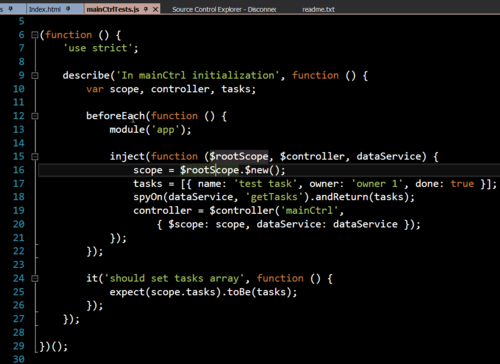 s Index.html mainCtrlTests.js Source Control Explorer - Disconne readme.txt
5
6 (function () {
7 'use strict';
8
9 describe('In mainCtrl initialization', function () {
10 var scope, controller, tasks;
11
12 beforeEach(function () {
13 module('app');
14
15 inject(function ($rootScope, $controller, dataService) {
16 scope = $rootScope.$new();
17 tasks = [{ name: 'test task', owner: 'owner 1', done: true }];
18 spyOn(dataService, 'getTasks').andReturn(tasks);
19 controller = $controller('mainCtrl',
20 { $scope: scope, dataService: dataService });
21 });
22 });
23
24 it('should set tasks array', function () {
25 expect(scope.tasks).toBe(tasks);
26 });
27 });
28
29 })();
30